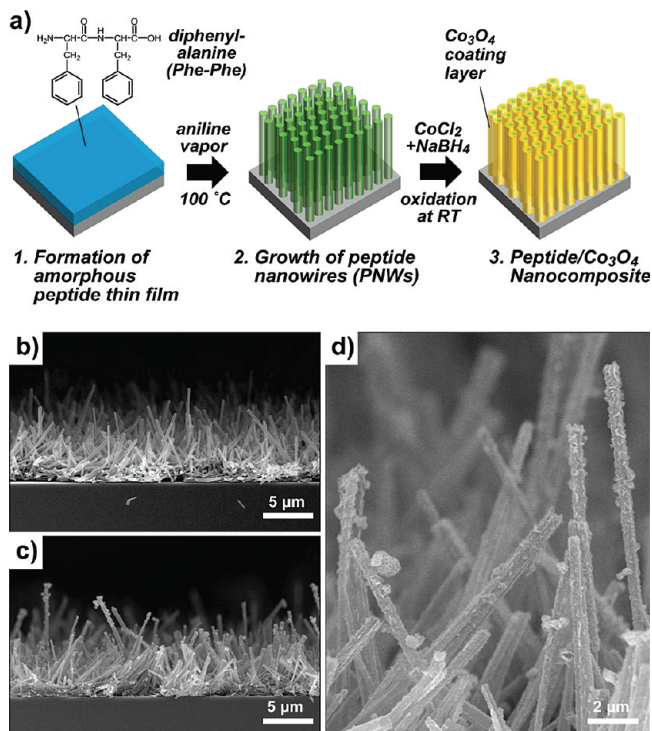 a)
H₂N
O
H
N
O
OH
CH₂
CH₂
diphenyl-
alanine
(Phe-Phe)
aniline
vapor
100 ˚C
CoCl₂
+NaBH₄
oxidation
at RT
Co₃O₄
coating
layer
1. Formation of
amorphous
peptide thin film
2. Growth of peptide
nanowires (PNWs)
3. Peptide/Co₃O₄
Nanocomposite
b)
5 µm
c)
5 µm
d)
2 µm